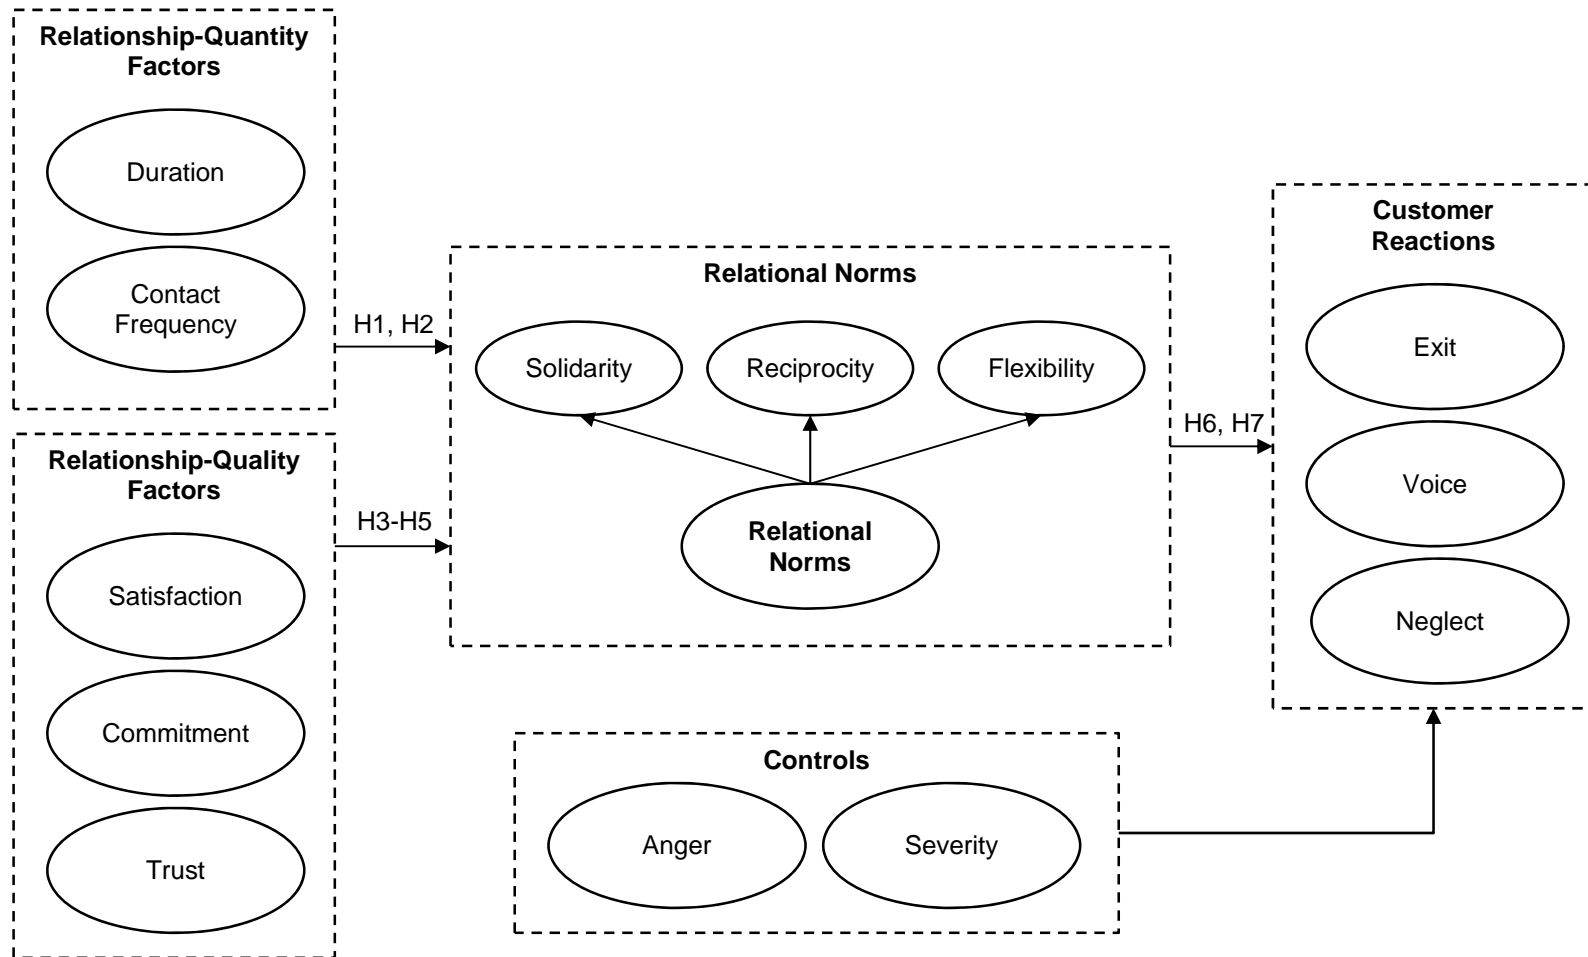 Relationship-Quantity
Factors
Duration
Contact
Frequency
H1, H2
Relationship-Quality
Factors
Satisfaction
Commitment
Trust
H3-H5
Relational Norms
Solidarity
Reciprocity
Flexibility
Relational
Norms
H6, H7
Customer
Reactions
Exit
Voice
Neglect
Controls
Anger
Severity